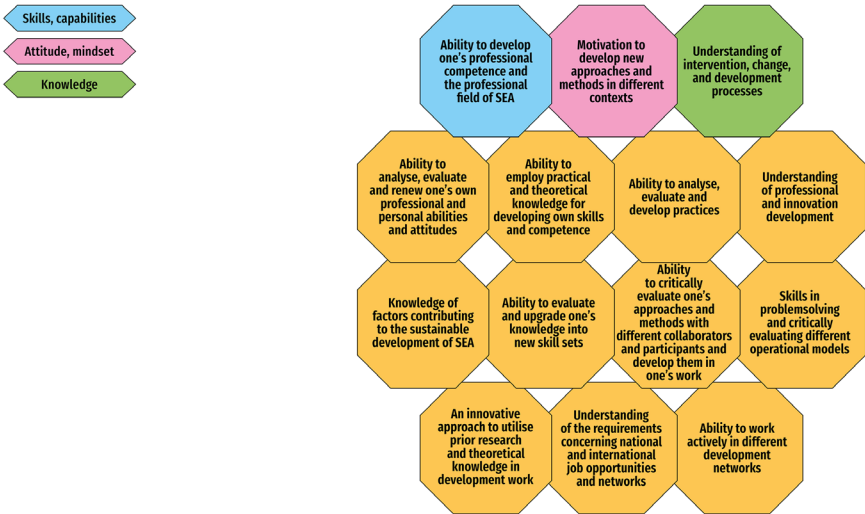 Skills, capabilities
Attitude, mindset
Knowledge
Ability to develop
one's professional
competence and
the professional
field of SEA
Motivation to
develop new
approaches and
methods in different
contexts
Understanding of
intervention, change,
and development
processes
Ability to
analyse, evaluate
and renew one's own
professional and
personal abilities
and attitudes
Ability to
employ practical
and theoretical
knowledge for
developing own skills
and competence
Ability to analyse,
evaluate and
develop practices
Understanding
of professional
and innovation
development
Knowledge of
factors contributing
to the sustainable
development of SEA
Ability to evaluate
and upgrade one's
knowledge into
new skill sets
Ability
to critically
evaluate one's
approaches and
methods with
different collaborators
and participants and
develop them in
one's work
Skills in
problemsolving
and critically
evaluating different
operational models
An innovative
approach to utilise
prior research
and theoretical
knowledge in
development work
Understanding
of the requirements
concerning national
and international
job opportunities
and networks
Ability to work
actively in different
development
networks